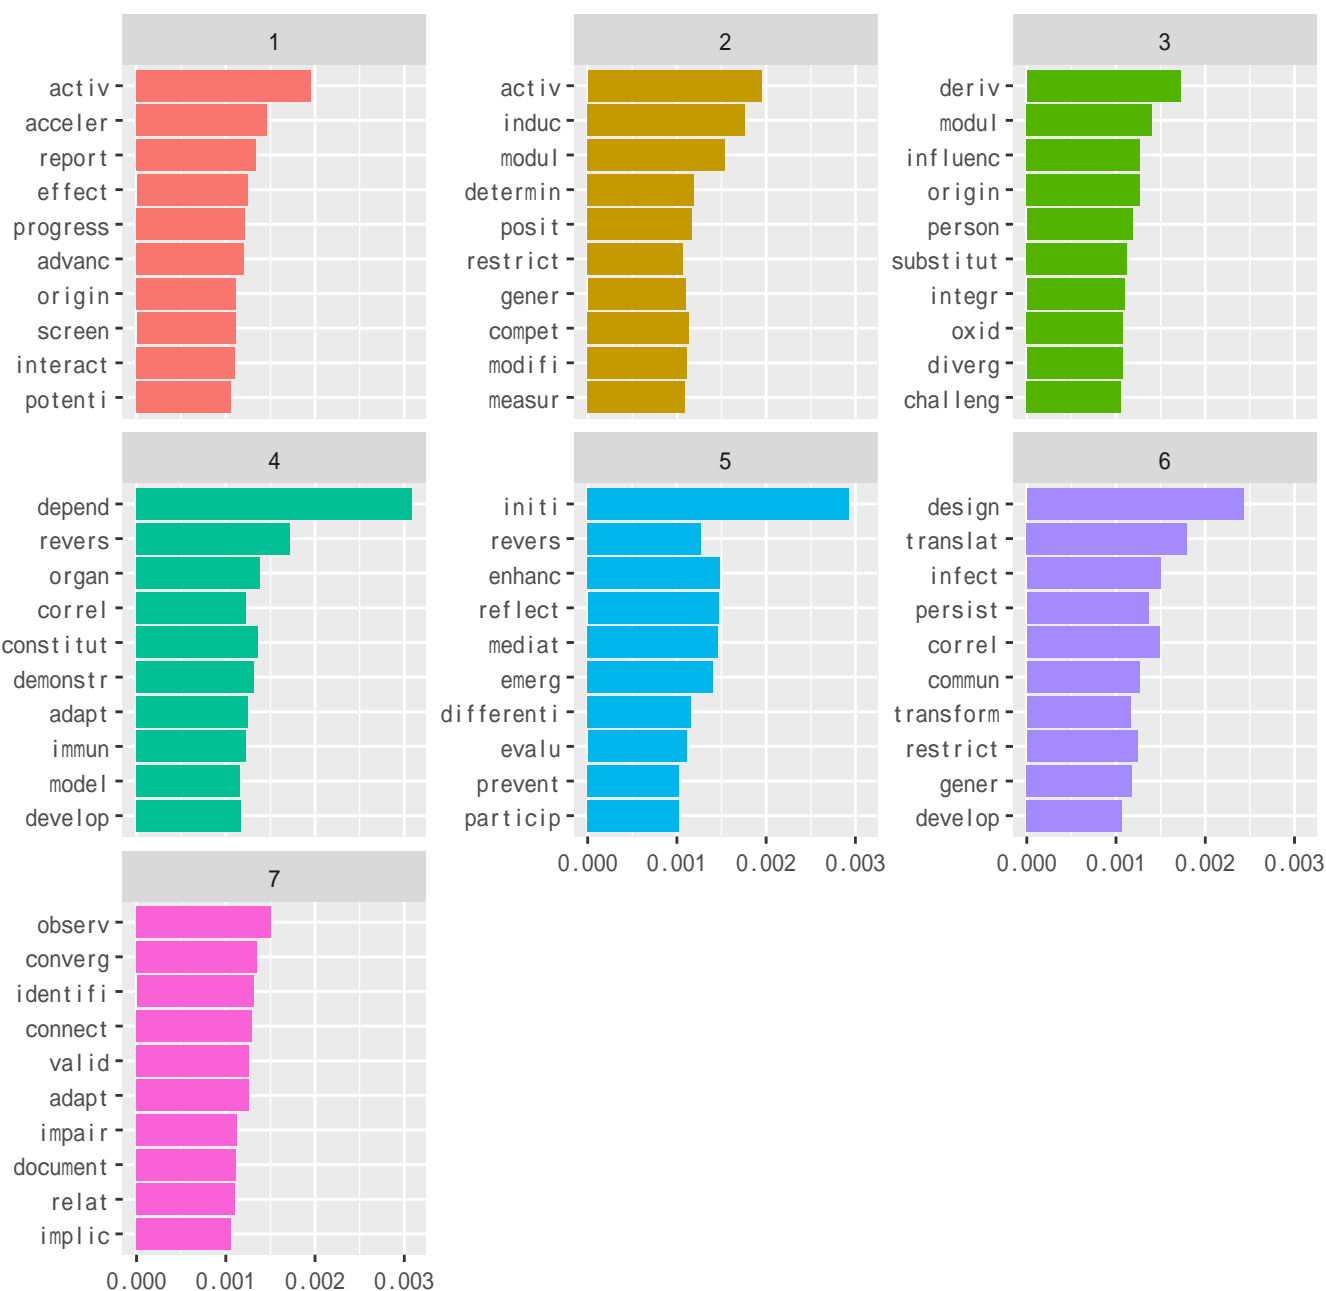 1
activ
acceler
report
effect
progress
advanc
origin
screen
interact
potenti
2
activ
induc
modul
determin
posit
restrict
gener
compet
modifi
measur
3
deriv
modul
influenc
origin
person
substitut
integr
oxid
diverg
challeng
4
depend
revers
organ
correl
constitut
demonstr
adapt
immun
model
develop
5
initi
revers
enhanc
reflect
mediat
emerg
differenti
evalu
prevent
particip
0.000 0.001 0.002 0.003
6
design
translat
infect
persist
correl
commun
transform
restrict
gener
develop
0.000 0.001 0.002 0.003
7
observ
converg
identifi
connect
valid
adapt
impair
document
relat
implic
0.000 0.001 0.002 0.003